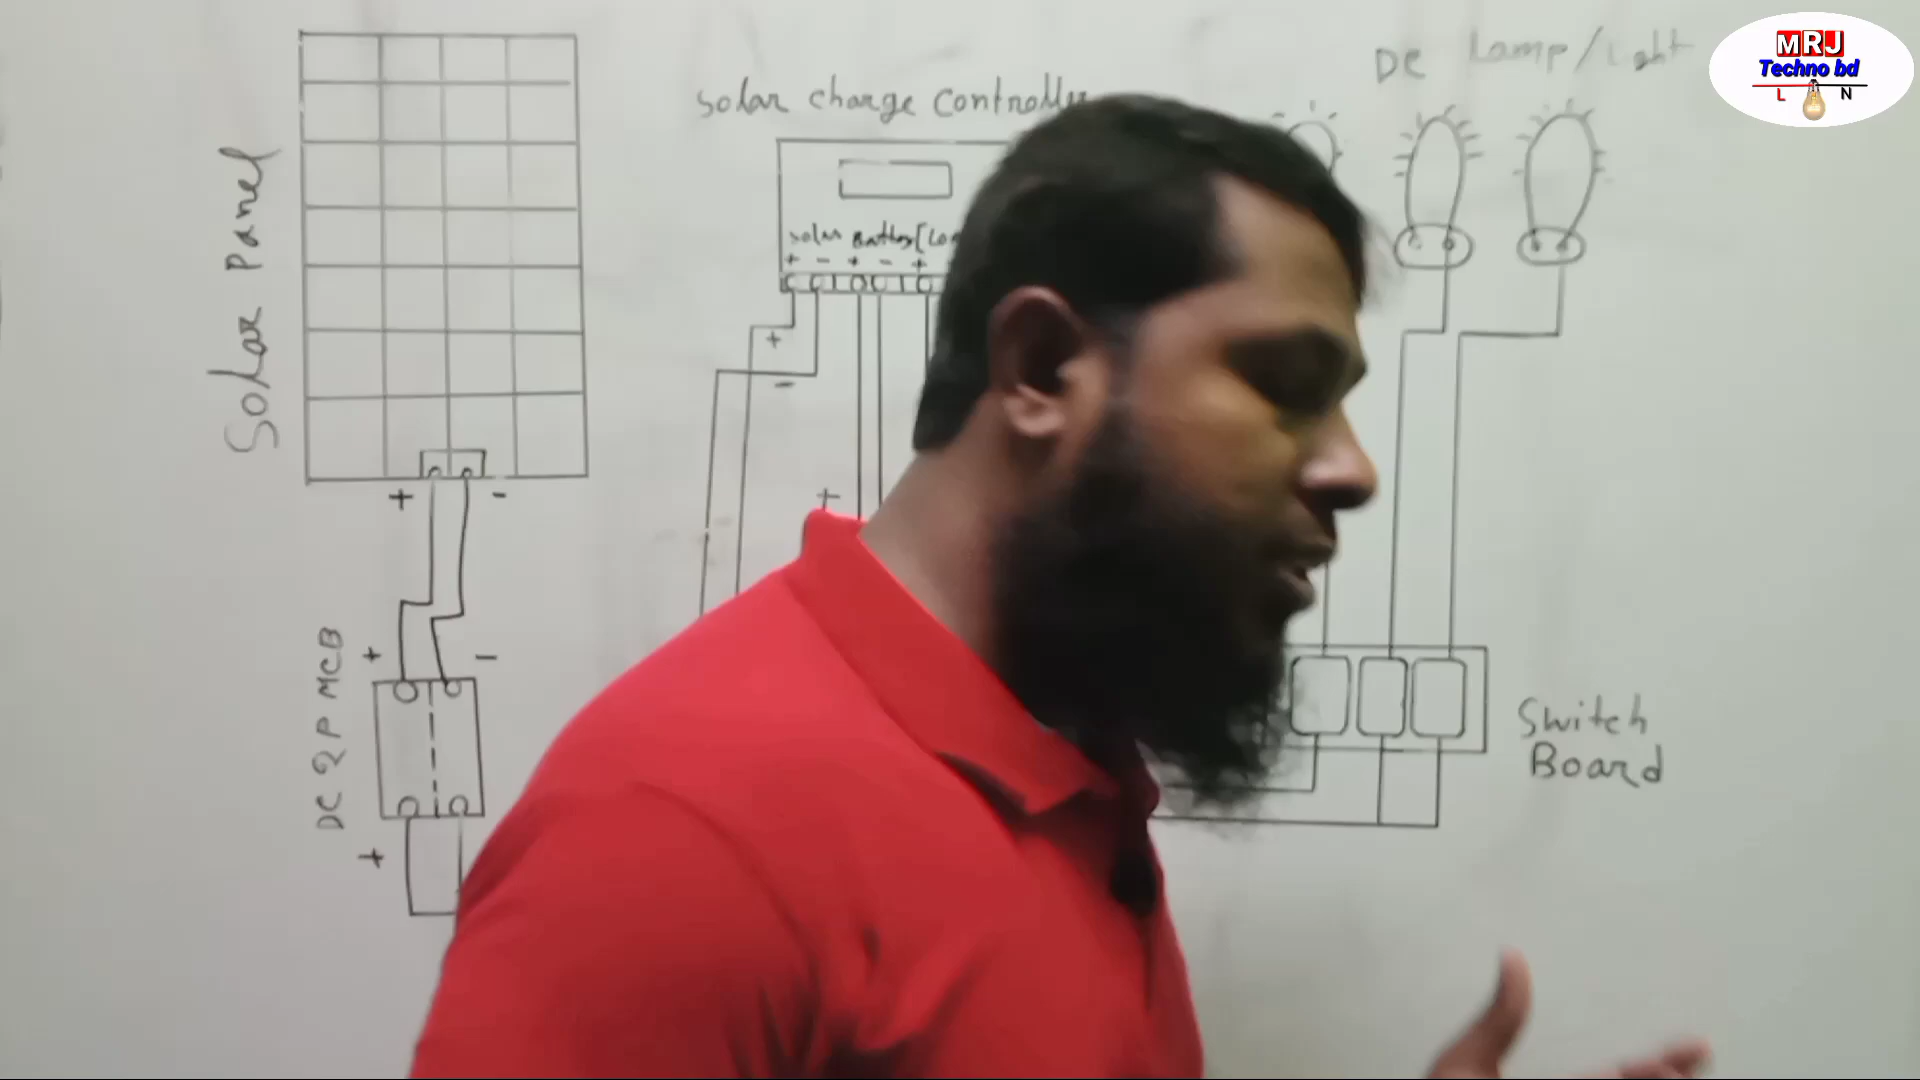 MRJ
Techno bd
L N
DC Lamp/Light
Solar charge Controller
Solar Battery
+ - + - +
Solar Panel
+ -
+ -
+ -
+
DC 2P MCB
+
Switch
Board